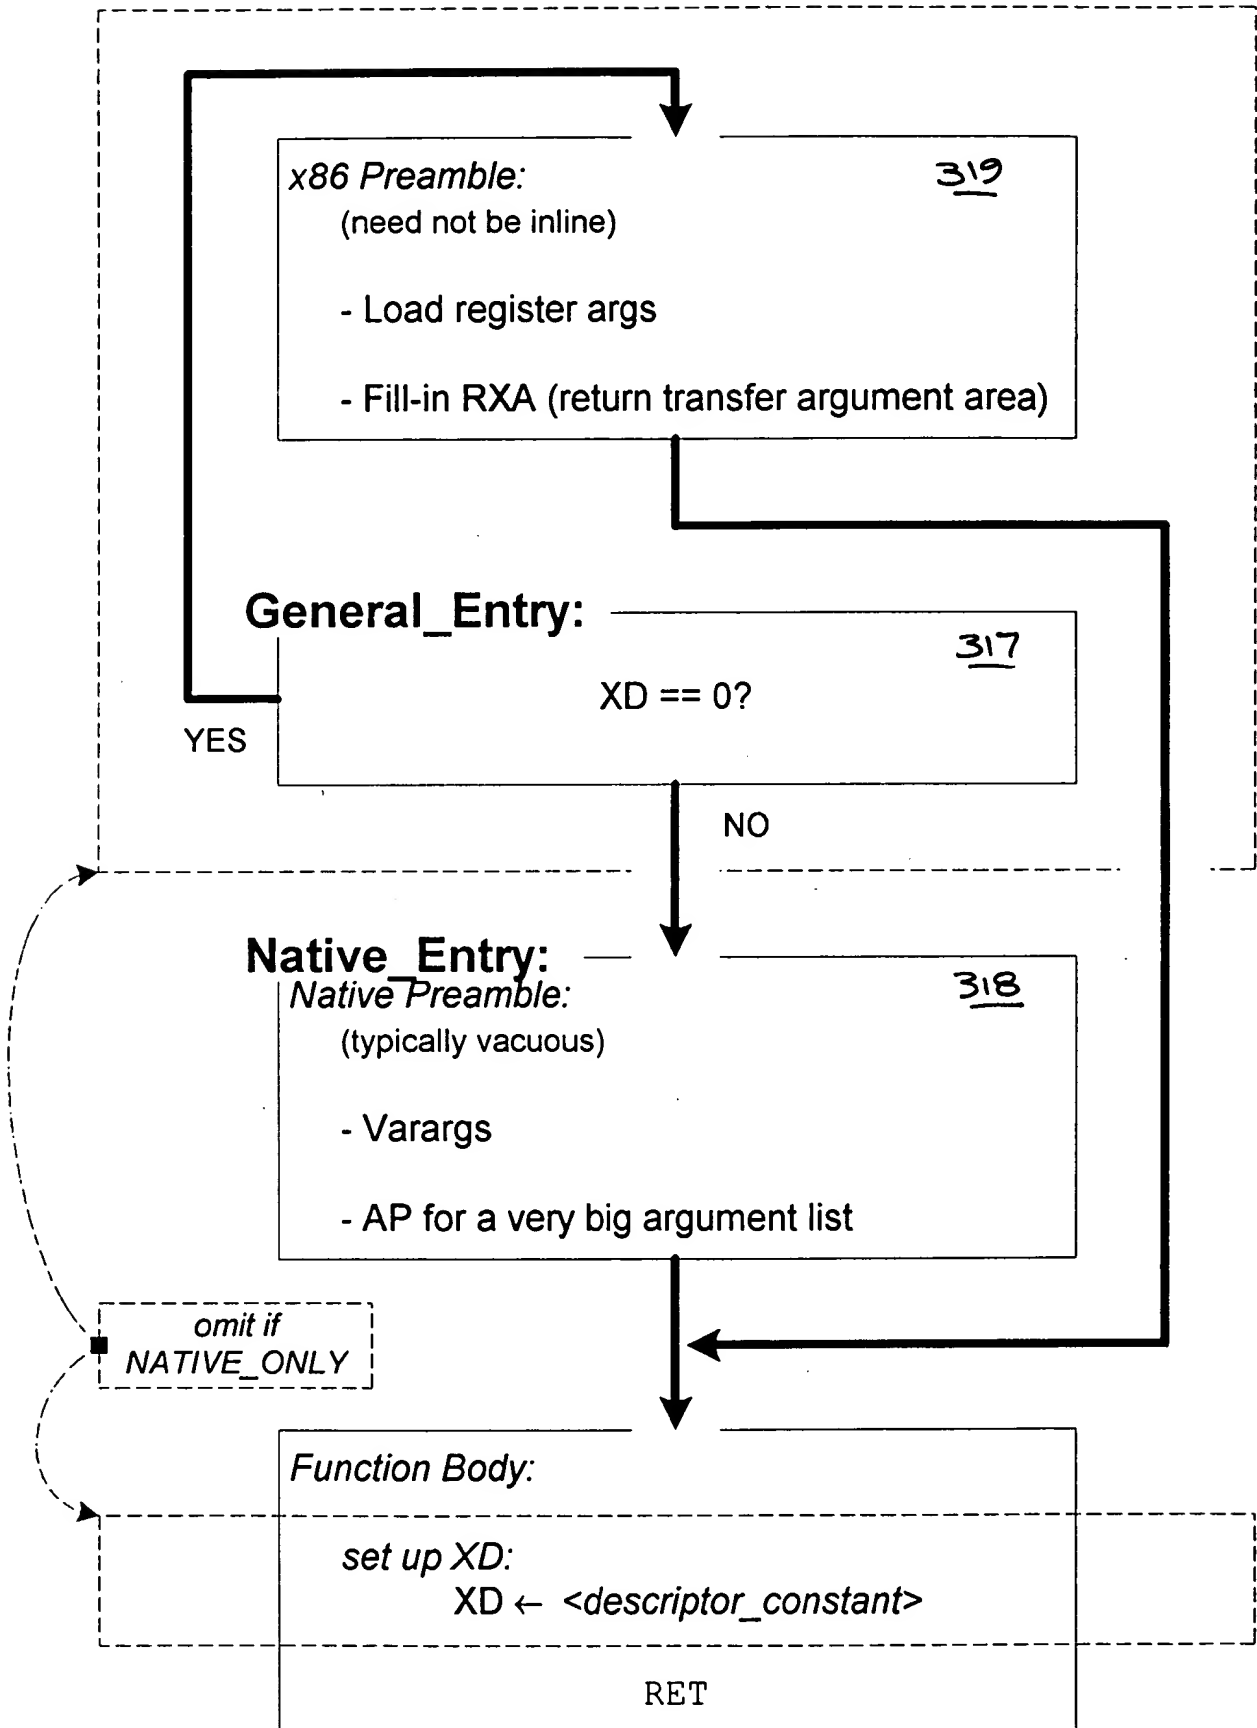 x86 Preamble:
319
(need not be inline)
- Load register args
- Fill-in RXA (return transfer argument area)
General_Entry:
317
XD == 0?
YES
NO
Native_Entry:
Native Preamble:
318
(typically vacuous)
- Varargs
- AP for a very big argument list
omit if
NATIVE_ONLY
Function Body:
set up XD:
XD ← <descriptor_constant>
RET